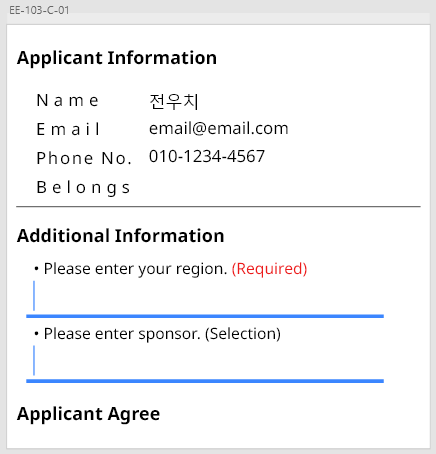 EE-103-C-01
Applicant Information
Name 전우치
Email email@email.com
Phone No. 010-1234-4567
Belongs
Additional Information
• Please enter your region. (Required)
• Please enter sponsor. (Selection)
Applicant Agree